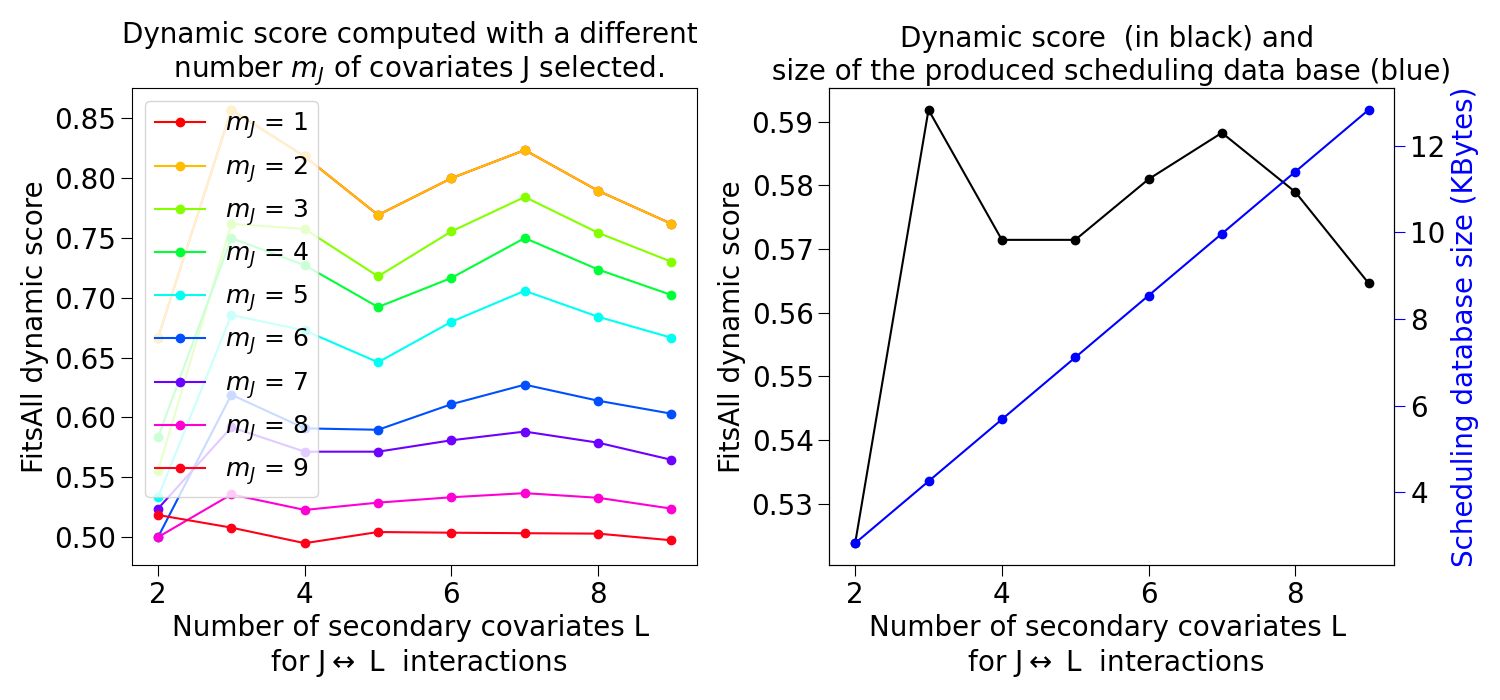 Dynamic score computed with a different
number m_J of covariates J selected.
0.85
0.80
0.75
0.70
0.65
0.60
0.55
0.50
FitsAll dynamic score
m_J = 1
m_J = 2
m_J = 3
m_J = 4
m_J = 5
m_J = 6
m_J = 7
m_J = 8
m_J = 9
2 4 6 8
Number of secondary covariates L
for J↔ L interactions
Dynamic score (in black) and
size of the produced scheduling data base (blue)
0.59
0.58
0.57
0.56
0.55
0.54
0.53
FitsAll dynamic score
12
10
8
6
4
Scheduling database size (KBytes)
2 4 6 8
Number of secondary covariates L
for J↔ L interactions